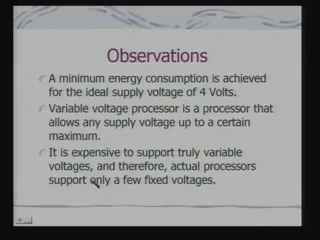 Observations
A minimum energy consumption is achieved
for the ideal supply voltage of 4 Volts.
Variable voltage processor is a processor that
allows any supply voltage up to a certain
maximum.
It is expensive to support truly variable
voltages, and therefore, actual processors
support only a few fixed voltages.